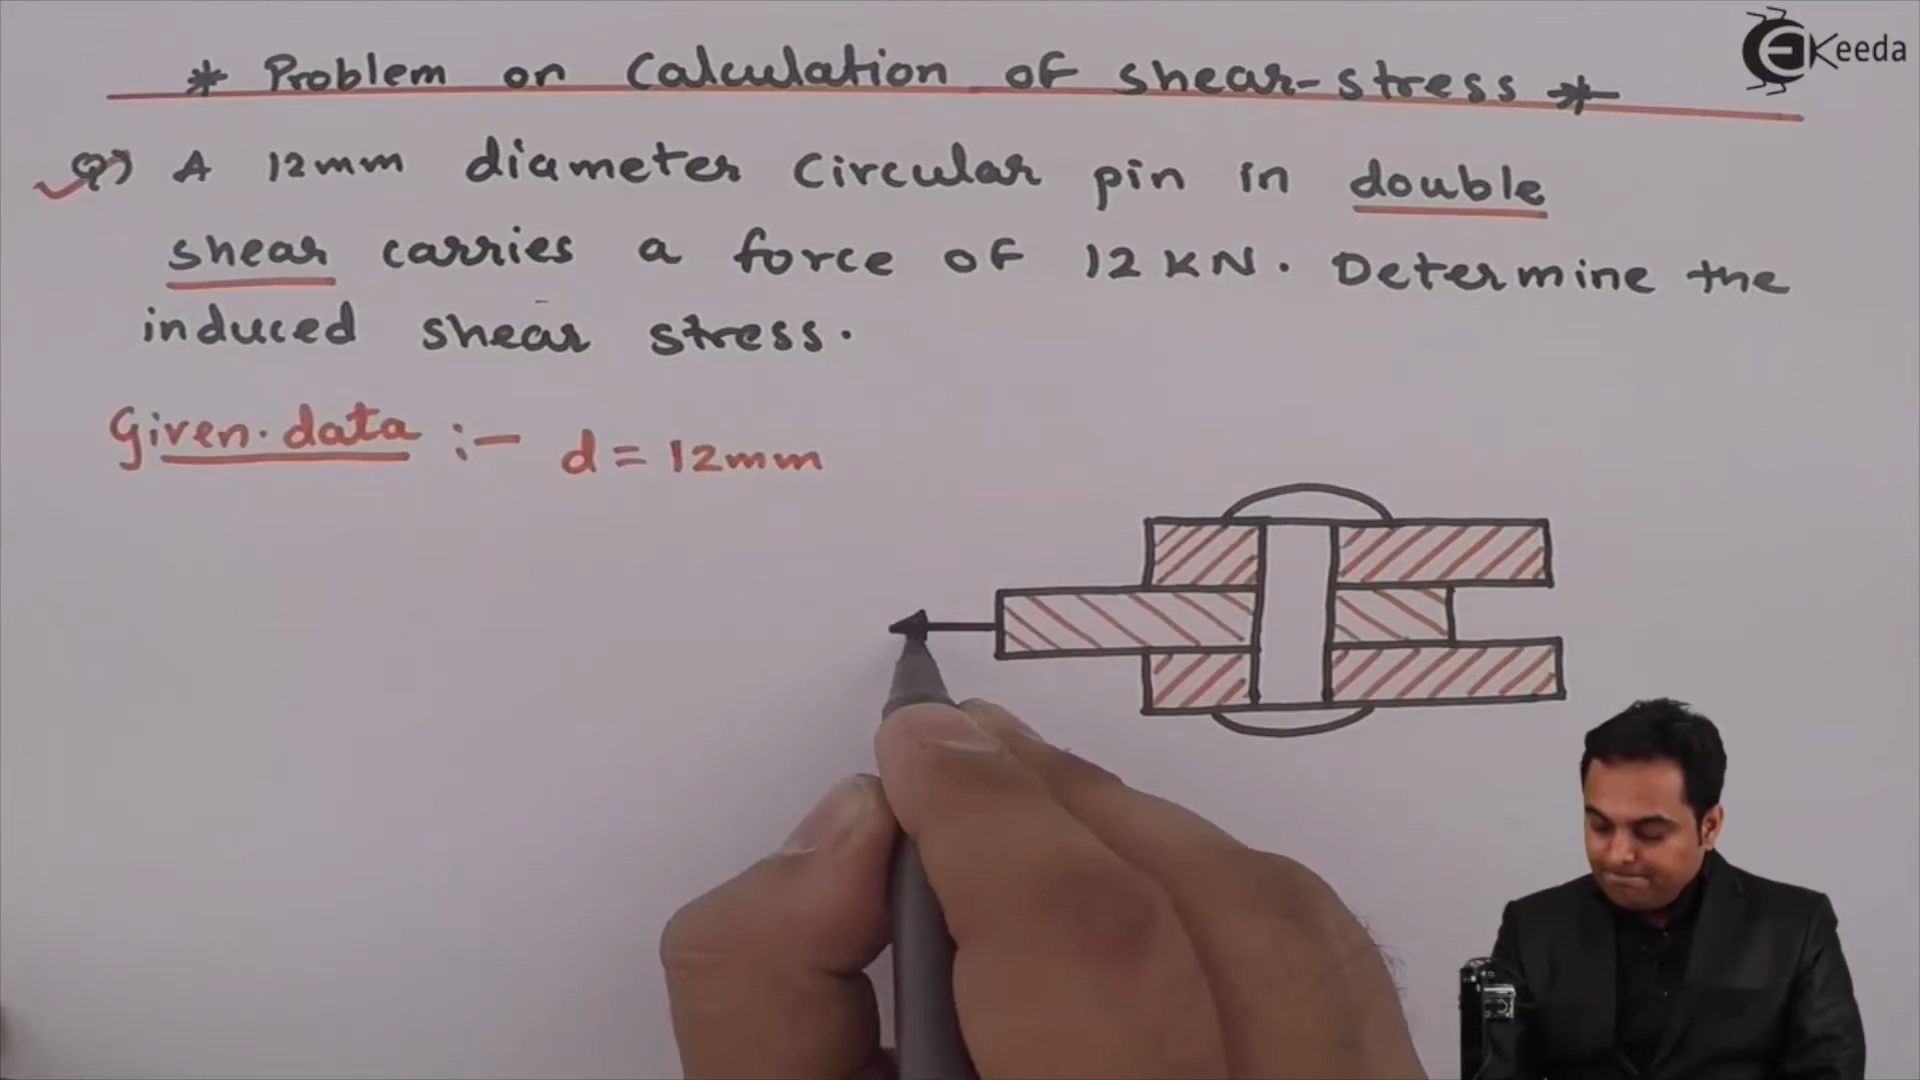 * Problem on Calculation of shear-stress *
EKeeda
Q) A 12mm diameter circular pin in double
shear carries a force of 12 KN. Determine the
induced shear stress.
Given data :- d = 12mm